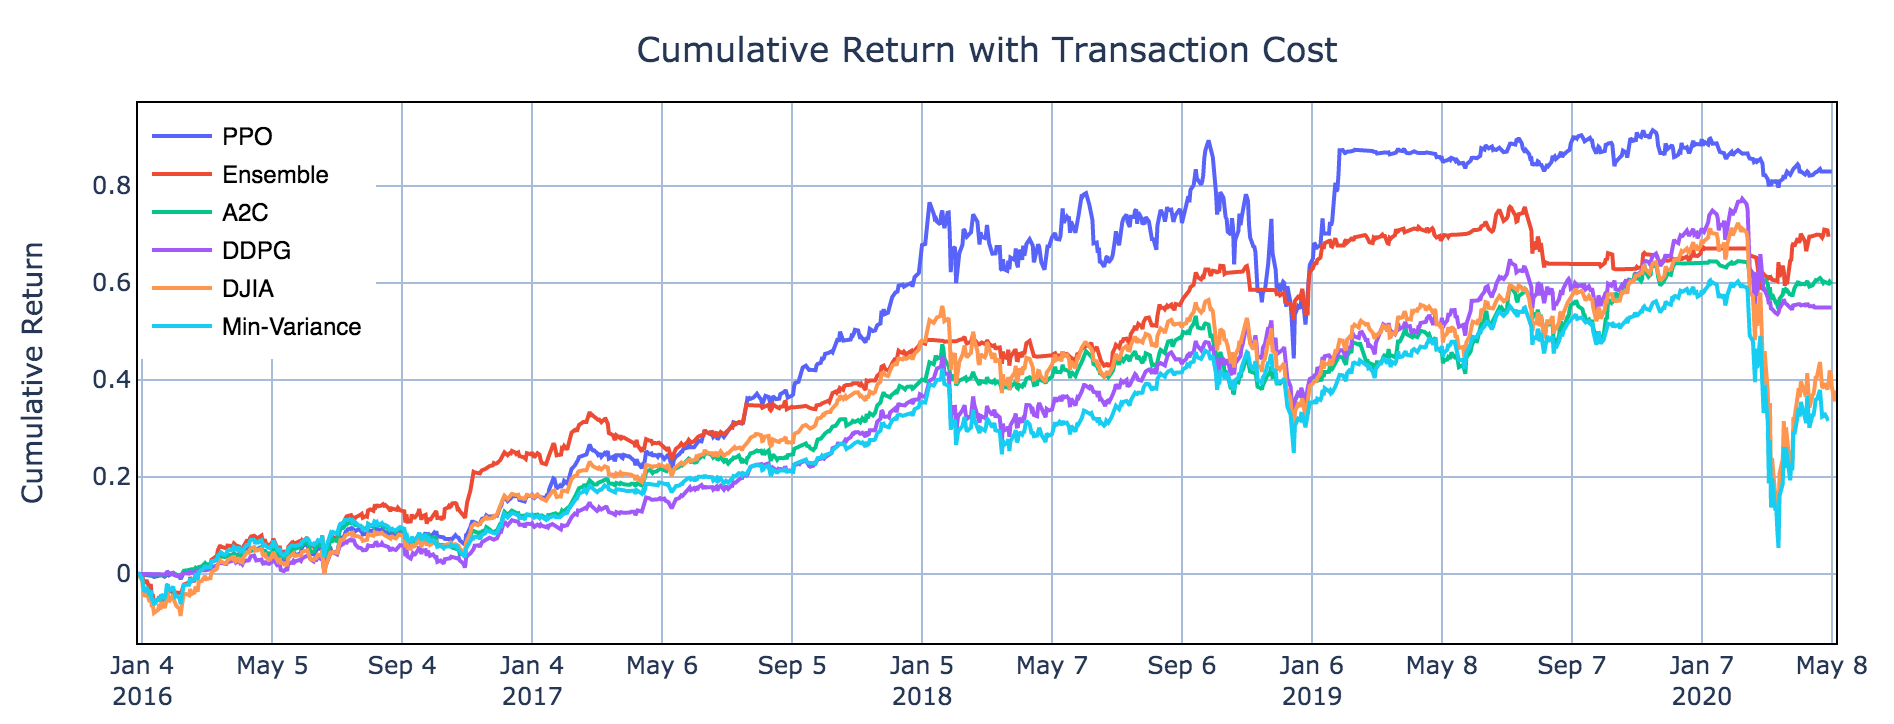 Cumulative Return with Transaction Cost
PPO
Ensemble
A2C
DDPG
DJIA
Min-Variance
Cumulative Return
0.8
0.6
0.4
0.2
0
Jan 4 May 5 Sep 4 Jan 4 May 6 Sep 5 Jan 5 May 7 Sep 6 Jan 6 May 8 Sep 7 Jan 7 May 8
2016 2017 2018 2019 2020